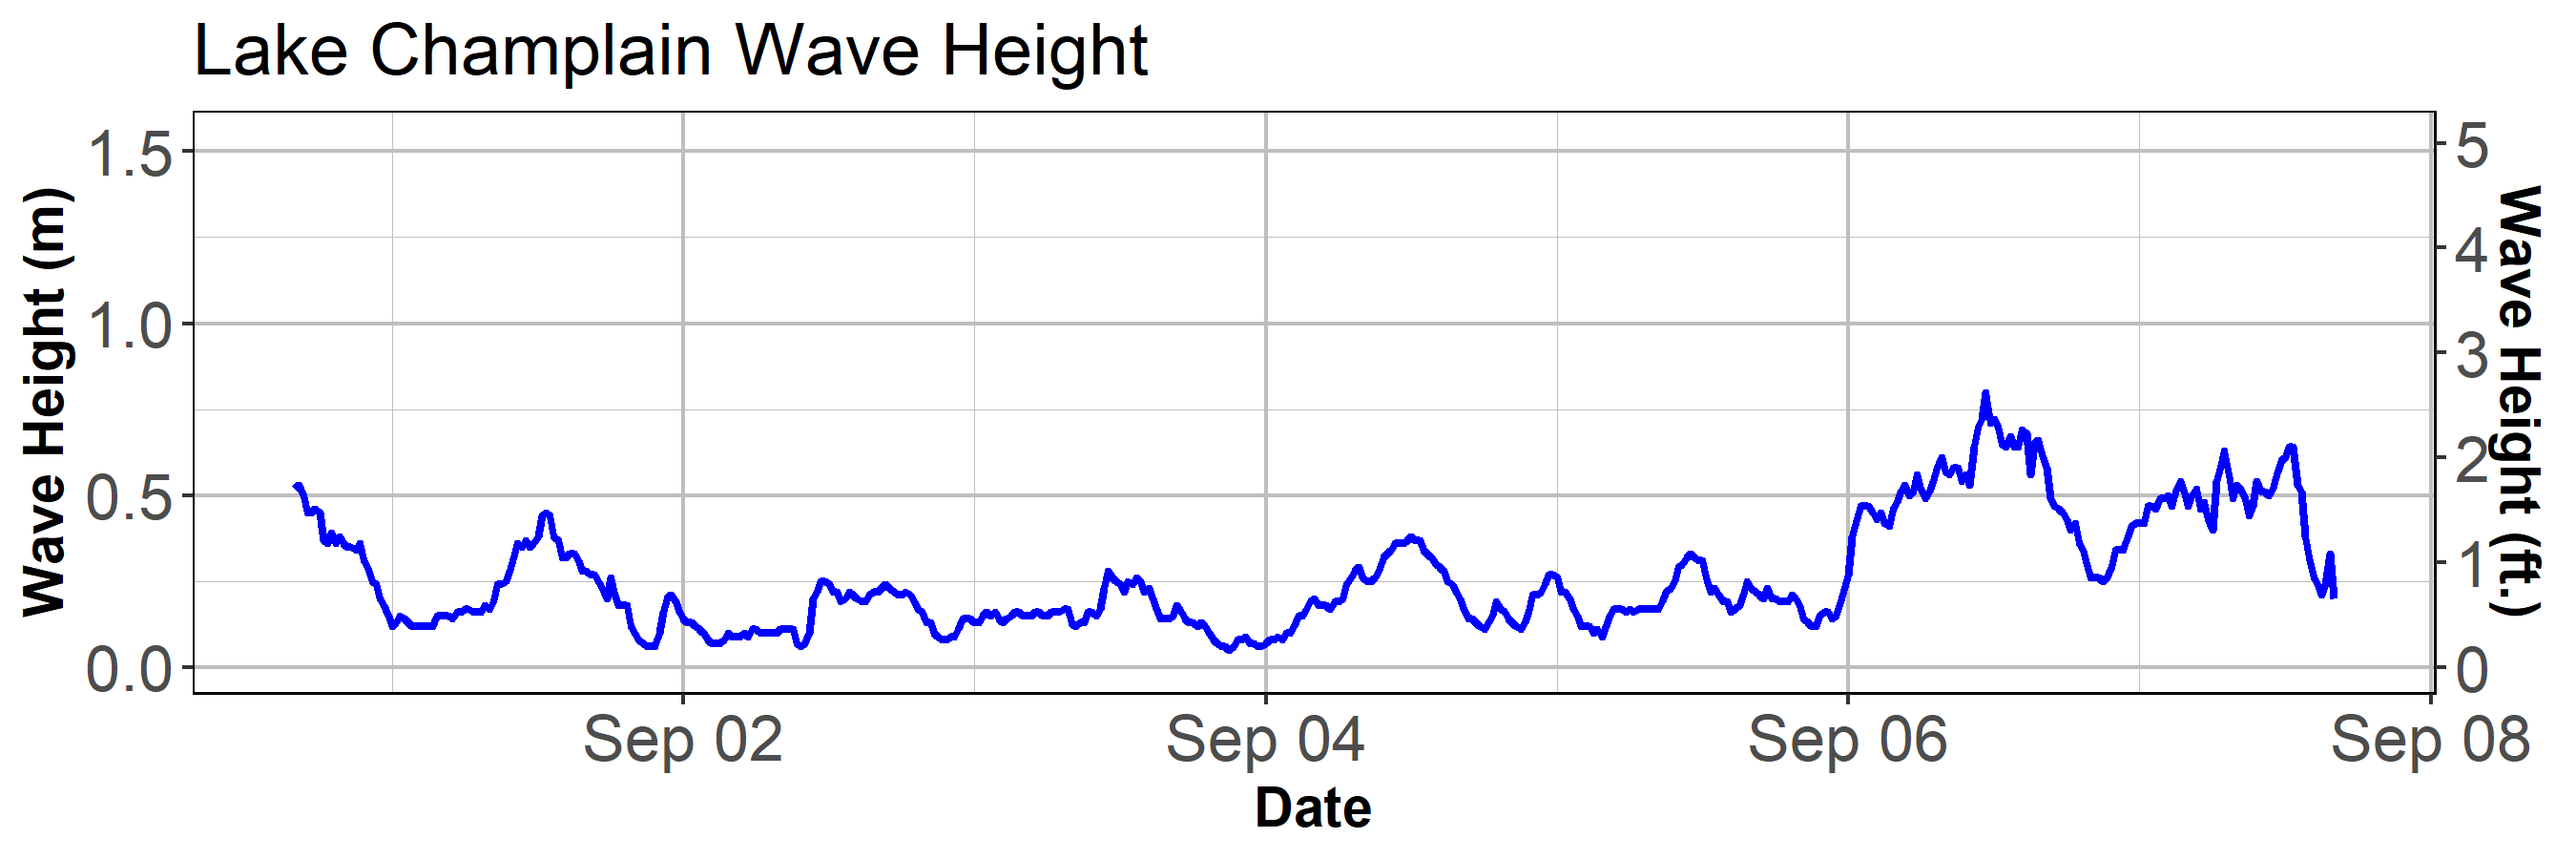 Lake Champlain Wave Height
Wave Height (m)
1.5
1.0
0.5
0.0
5
4
3
2
1
0
Wave Height (ft.)
Sep 02 Sep 04 Sep 06 Sep 08
Date